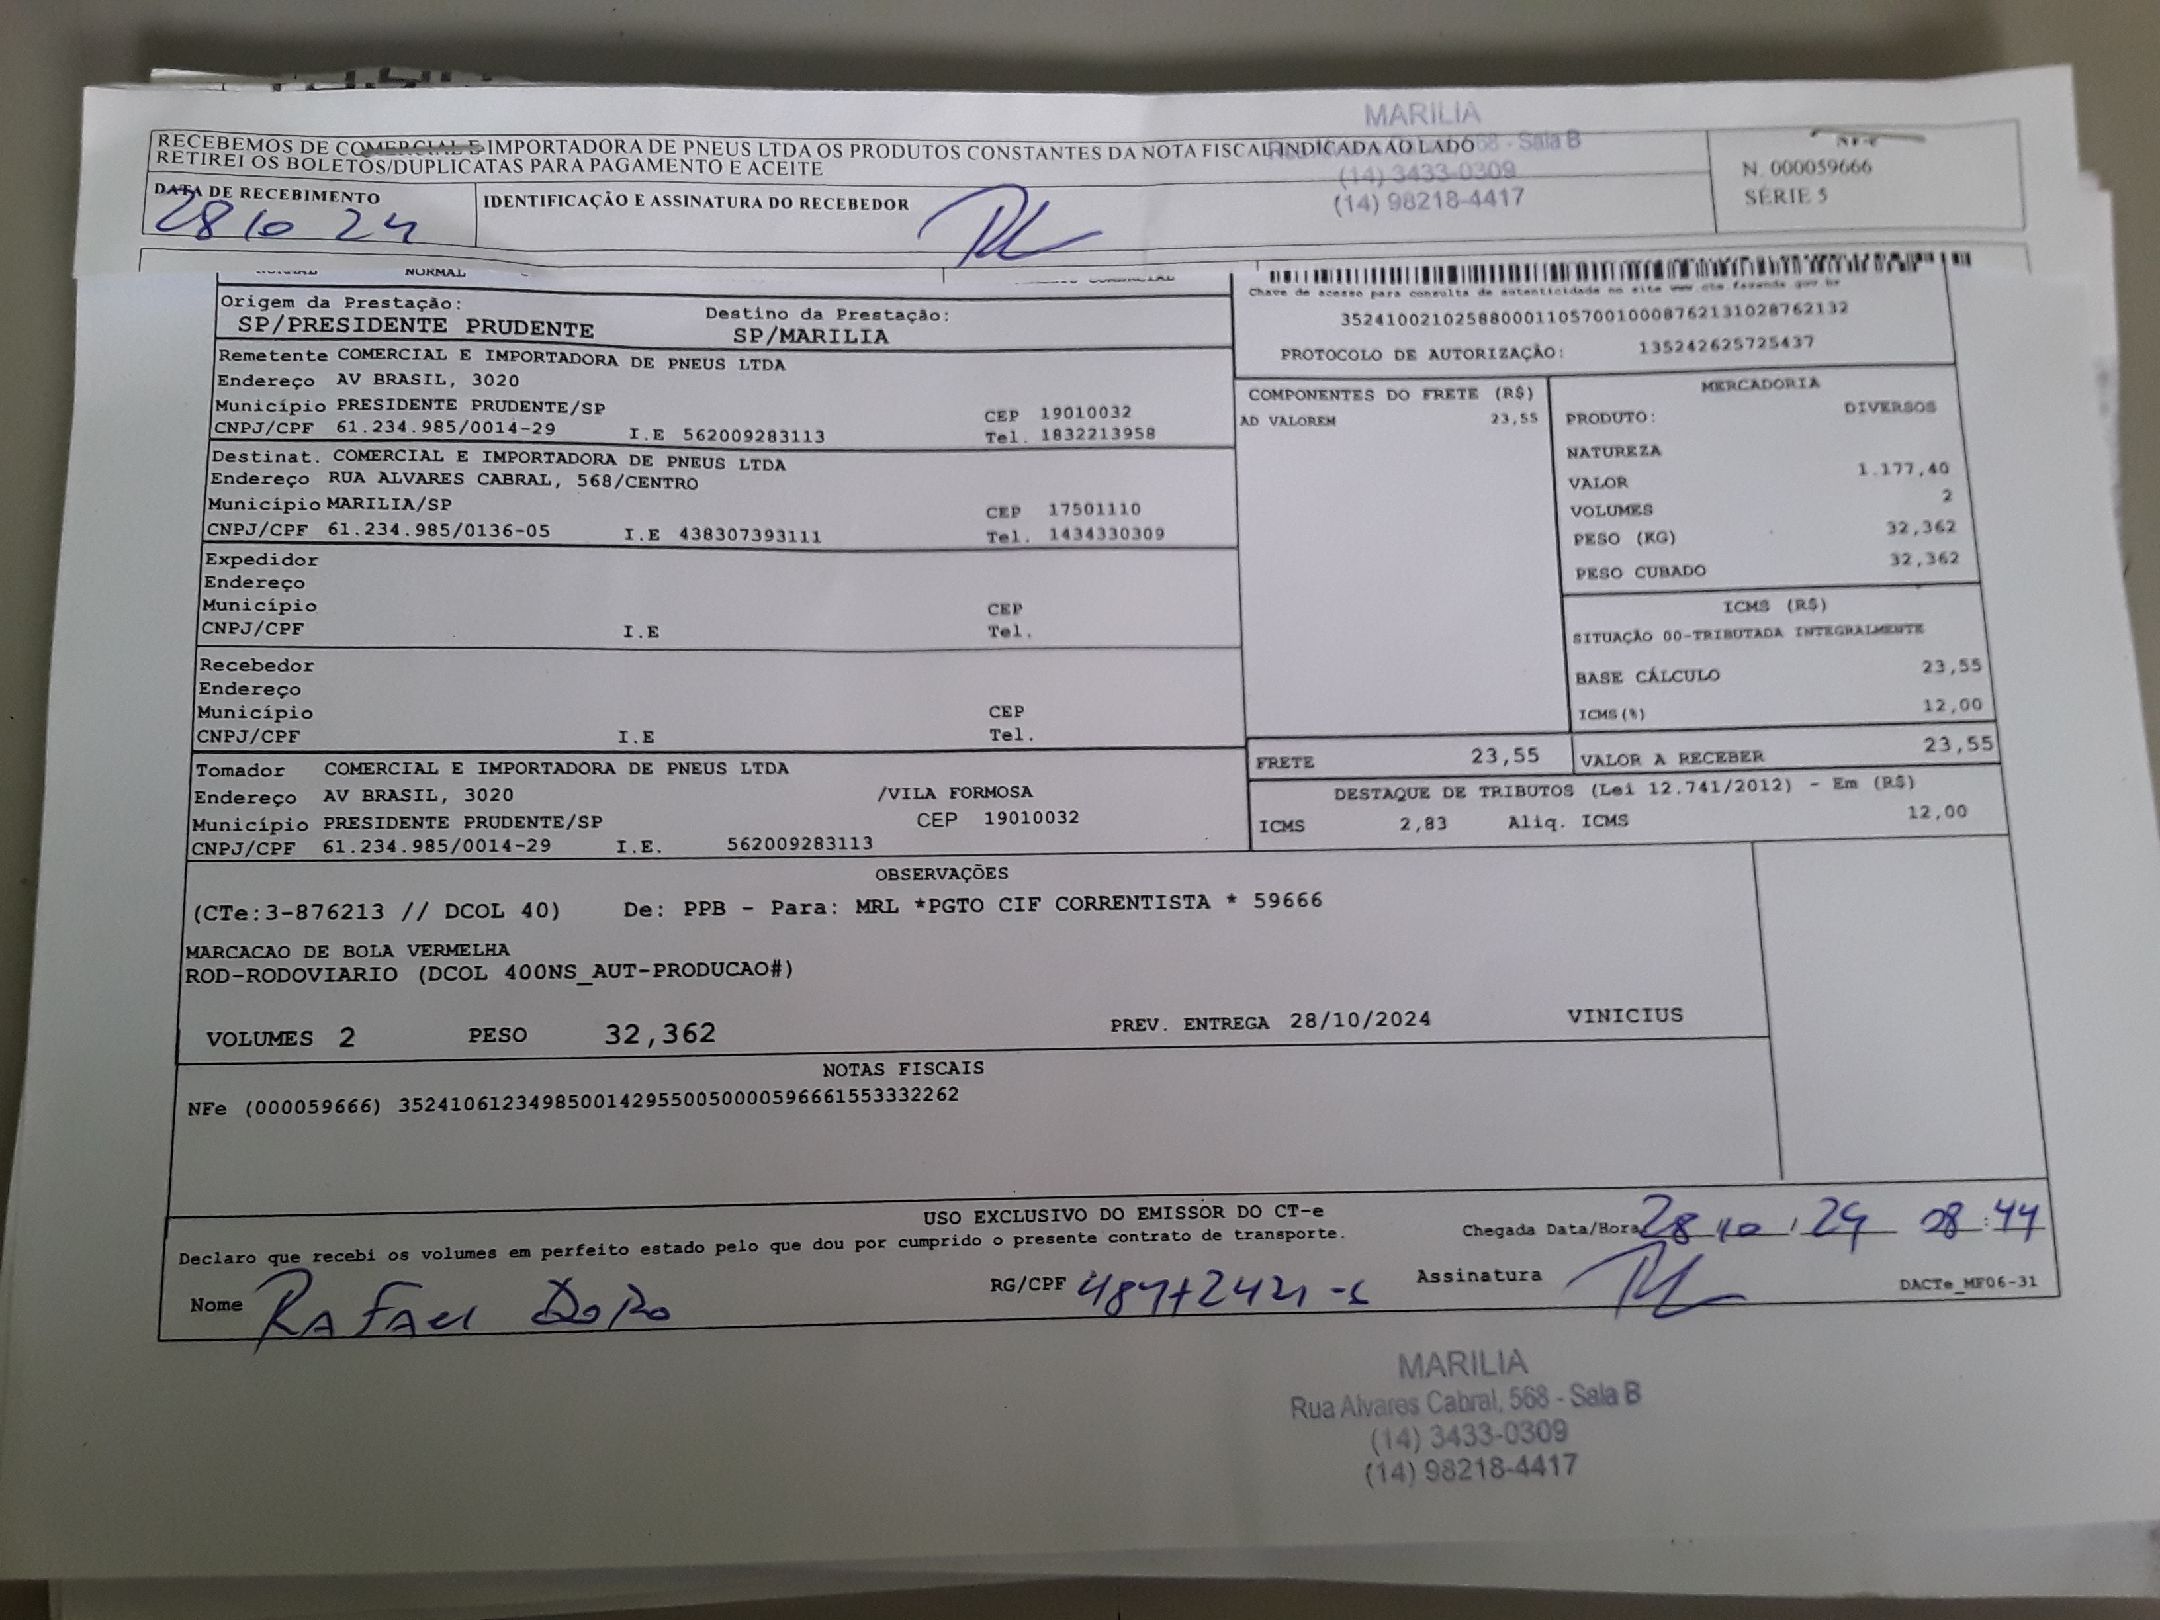 MARILIA
RECEBEMOS DE COMERCIAL E IMPORTADORA DE PNEUS LTDA OS PRODUTOS CONSTANTES DA NOTA FISCAL INDICADA AO LADO
568 - Sala B
RETIREI OS BOLETOS/DUPLICATAS PARA PAGAMENTO E ACEITE
(14) 3433-0309
(14) 98218-4417
NF-e
N. 000059666
SÉRIE 5
DATA DE RECEBIMENTO
28 10 24
IDENTIFICAÇÃO E ASSINATURA DO RECEBEDOR
NORMAL NORMAL
Chave de acesso para consulta de autenticidade no site www.cte.fazenda.gov.br
35241002102588000110570010008762131028762132
PROTOCOLO DE AUTORIZAÇÃO: 135242625725437
Origem da Prestação: Destino da Prestação:
SP/PRESIDENTE PRUDENTE SP/MARILIA
Remetente COMERCIAL E IMPORTADORA DE PNEUS LTDA
Endereço AV BRASIL, 3020
Município PRESIDENTE PRUDENTE/SP CEP 19010032
CNPJ/CPF 61.234.985/0014-29 I.E 562009283113 Tel. 1832213958
Destinat. COMERCIAL E IMPORTADORA DE PNEUS LTDA
Endereço RUA ALVARES CABRAL, 568/CENTRO
Município MARILIA/SP CEP 17501110
CNPJ/CPF 61.234.985/0136-05 I.E 438307393111 Tel. 1434330309
Expedidor
Endereço
Município CEP
CNPJ/CPF I.E Tel.
Recebedor
Endereço
Município CEP
CNPJ/CPF I.E Tel.
Tomador COMERCIAL E IMPORTADORA DE PNEUS LTDA
Endereço AV BRASIL, 3020 /VILA FORMOSA
Município PRESIDENTE PRUDENTE/SP CEP 19010032
CNPJ/CPF 61.234.985/0014-29 I.E. 562009283113
COMPONENTES DO FRETE (R$)
AD VALOREM 23,55
MERCADORIA
PRODUTO: DIVERSOS
NATUREZA
VALOR 1.177,40
VOLUMES 2
PESO (KG) 32,362
PESO CUBADO 32,362
ICMS (R$)
SITUAÇÃO 00-TRIBUTADA INTEGRALMENTE
BASE CÁLCULO 23,55
ICMS(%) 12,00
FRETE 23,55 VALOR A RECEBER 23,55
DESTAQUE DE TRIBUTOS (Lei 12.741/2012) - Em (R$)
ICMS 2,83 Aliq. ICMS 12,00
OBSERVAÇÕES
(CTe:3-876213 // DCOL 40) De: PPB - Para: MRL *PGTO CIF CORRENTISTA * 59666
MARCACAO DE BOLA VERMELHA
ROD-RODOVIARIO (DCOL 400NS_AUT-PRODUCAO#)
VOLUMES 2 PESO 32,362 PREV. ENTREGA 28/10/2024 VINICIUS
NOTAS FISCAIS
NFe (000059666) 35241061234985001429550050000596661553332262
USO EXCLUSIVO DO EMISSOR DO CT-e
Declaro que recebi os volumes em perfeito estado pelo que dou por cumprido o presente contrato de transporte.
Chegada Data/Hora 28 10 / 24 08:44
Nome RAFAEL DORO RG/CPF Assinatura
DACTe_MF06-31
MARILIA
Rua Alvares Cabral, 568 - Sala B
(14) 3433-0309
(14) 98218-4417